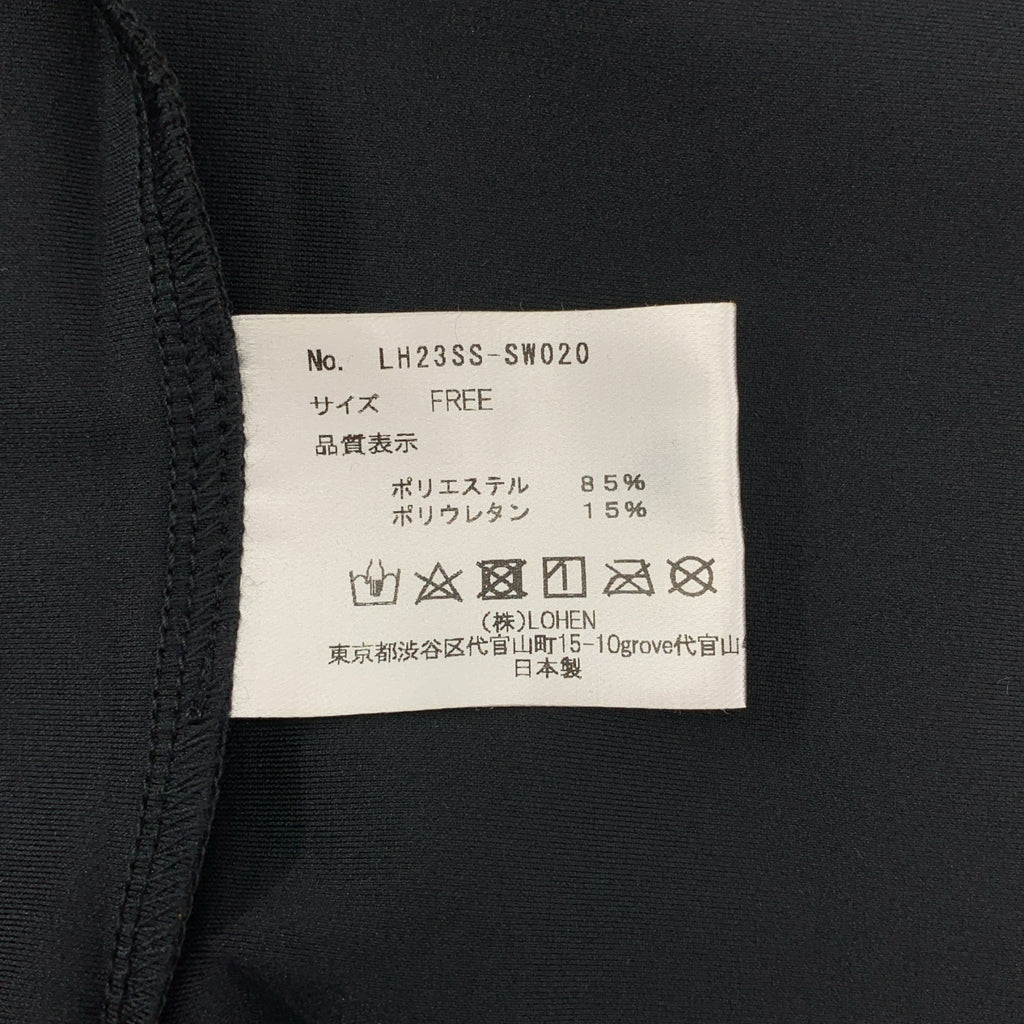 No. LH23SS-SW020
サイズ FREE
品質表示
ポリエステル 85%
ポリウレタン 15%
(株)LOHEN
東京都渋谷区代官山町15-10grove代官山
日本製